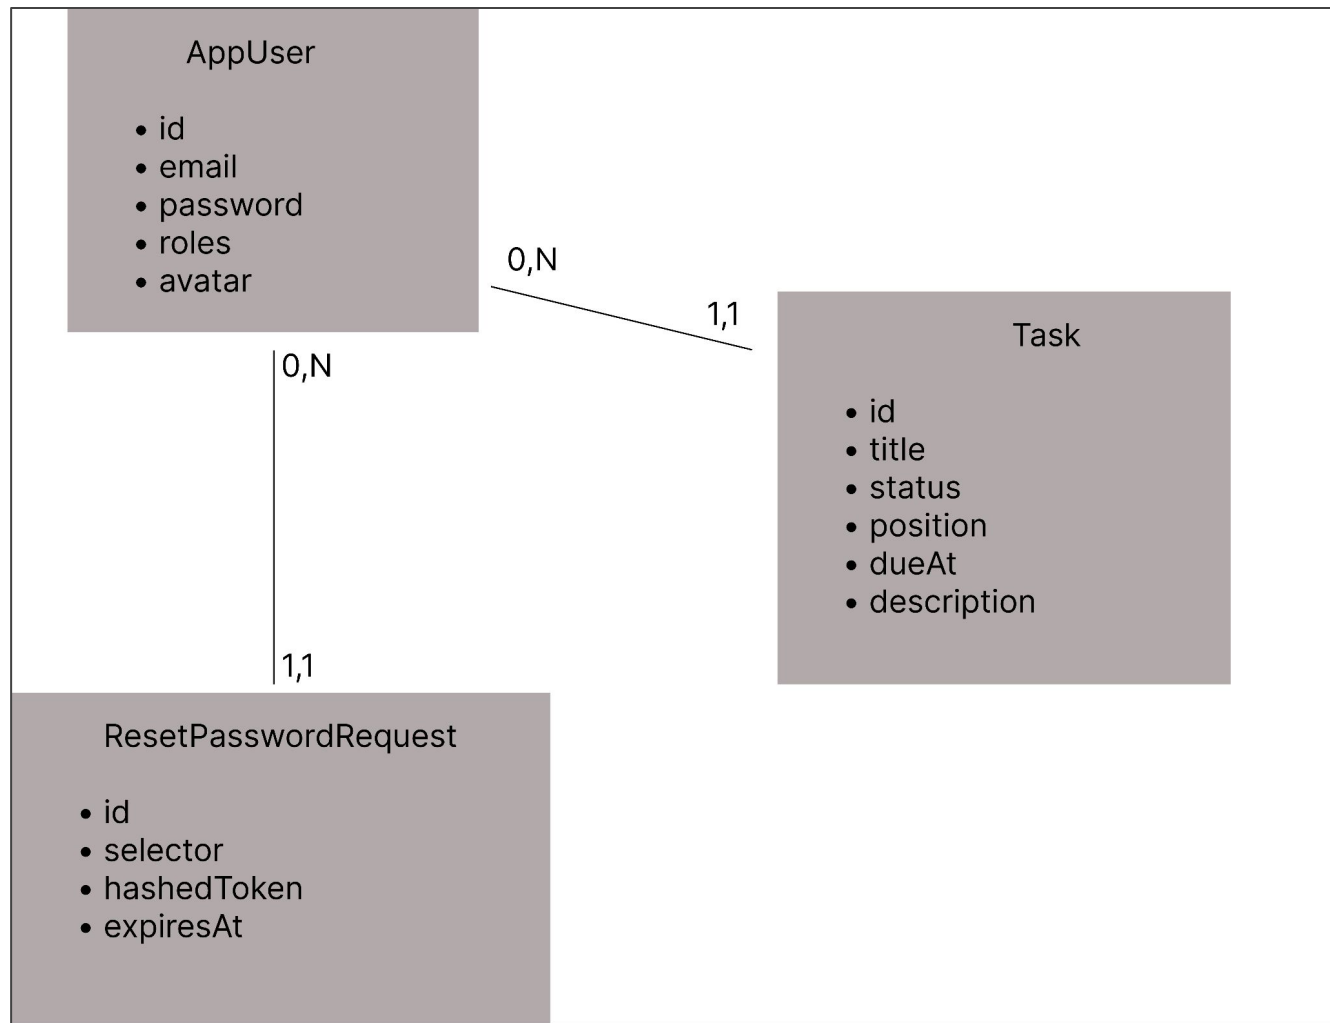 AppUser
• id
• email
• password
• roles
• avatar
0,N
1,1
Task
• id
• title
• status
• position
• dueAt
• description
0,N
1,1
ResetPasswordRequest
• id
• selector
• hashedToken
• expiresAt